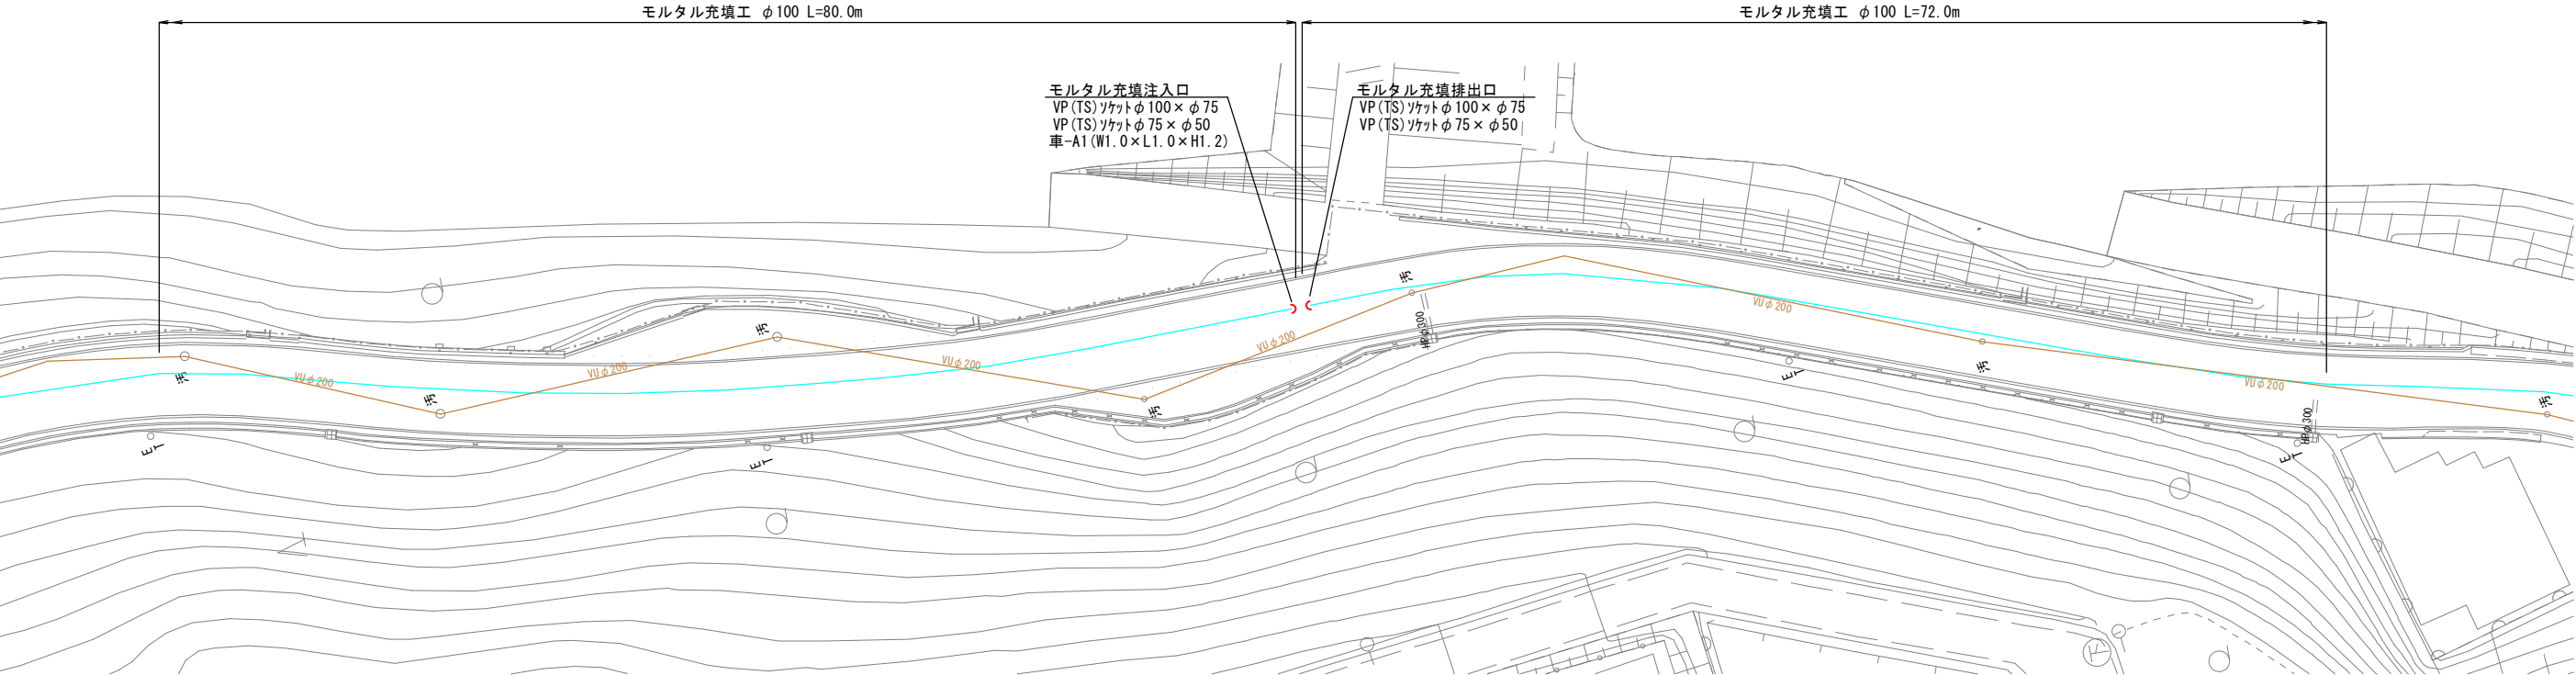 モルタル充填工 φ100 L=80.0m
モルタル充填工 φ100 L=72.0m
モルタル充填注入口
VP(TS)ｿｹｯﾄφ100×φ75
VP(TS)ｿｹｯﾄφ75×φ50
車-A1(W1.0×L1.0×H1.2)
モルタル充填排出口
VP(TS)ｿｹｯﾄφ100×φ75
VP(TS)ｿｹｯﾄφ75×φ50
汚
VUφ200
汚
VUφ200
汚
VUφ200
汚
VUφ200
汚
HPφ300
VUφ200
汚
VUφ200
汚
HPφ300
E
T
E
T
E
T
E
T